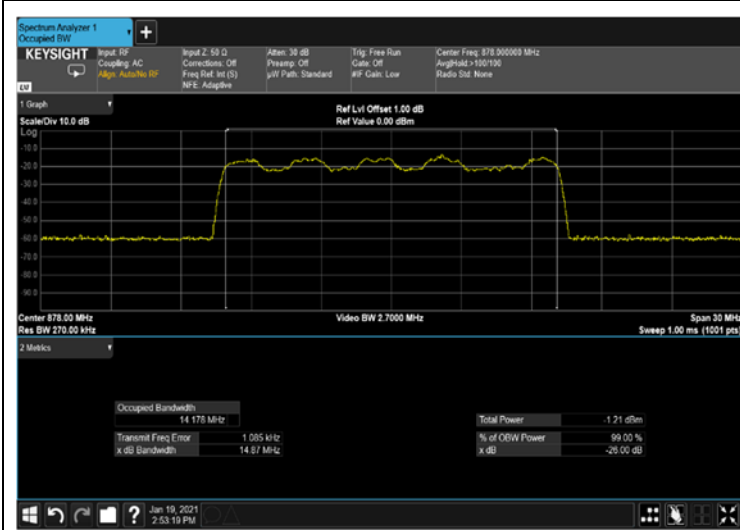 Spectrum Analyzer 1
Occupied BW
KEYSIGHT
Input: RF
Coupling: AC
Align: Auto/No RF
Input Z: 50 Ω
Corrections: Off
Freq Ref: Int (S)
NFE: Adaptive
Atten: 30 dB
Preamp: Off
µW Path: Standard
Trig: Free Run
Gate: Off
#IF Gain: Low
Center Freq: 878.000000 MHz
Avg|Hold:>100/100
Radio Std: None
LXI
1 Graph
Scale/Div 10.0 dB
Ref Lvl Offset 1.00 dB
Ref Value 0.00 dBm
Log
-10.0
-20.0
-30.0
-40.0
-50.0
-60.0
-70.0
-80.0
-90.0
Center 878.00 MHz
Res BW 270.00 kHz
Video BW 2.7000 MHz
Span 30 MHz
Sweep 1.00 ms (1001 pts)
2 Metrics
Occupied Bandwidth
14.178 MHz
Transmit Freq Error 1.085 kHz
x dB Bandwidth 14.87 MHz
Total Power -1.21 dBm
% of OBW Power 99.00 %
x dB -26.00 dB
?
Jan 19, 2021
2:53:19 PM